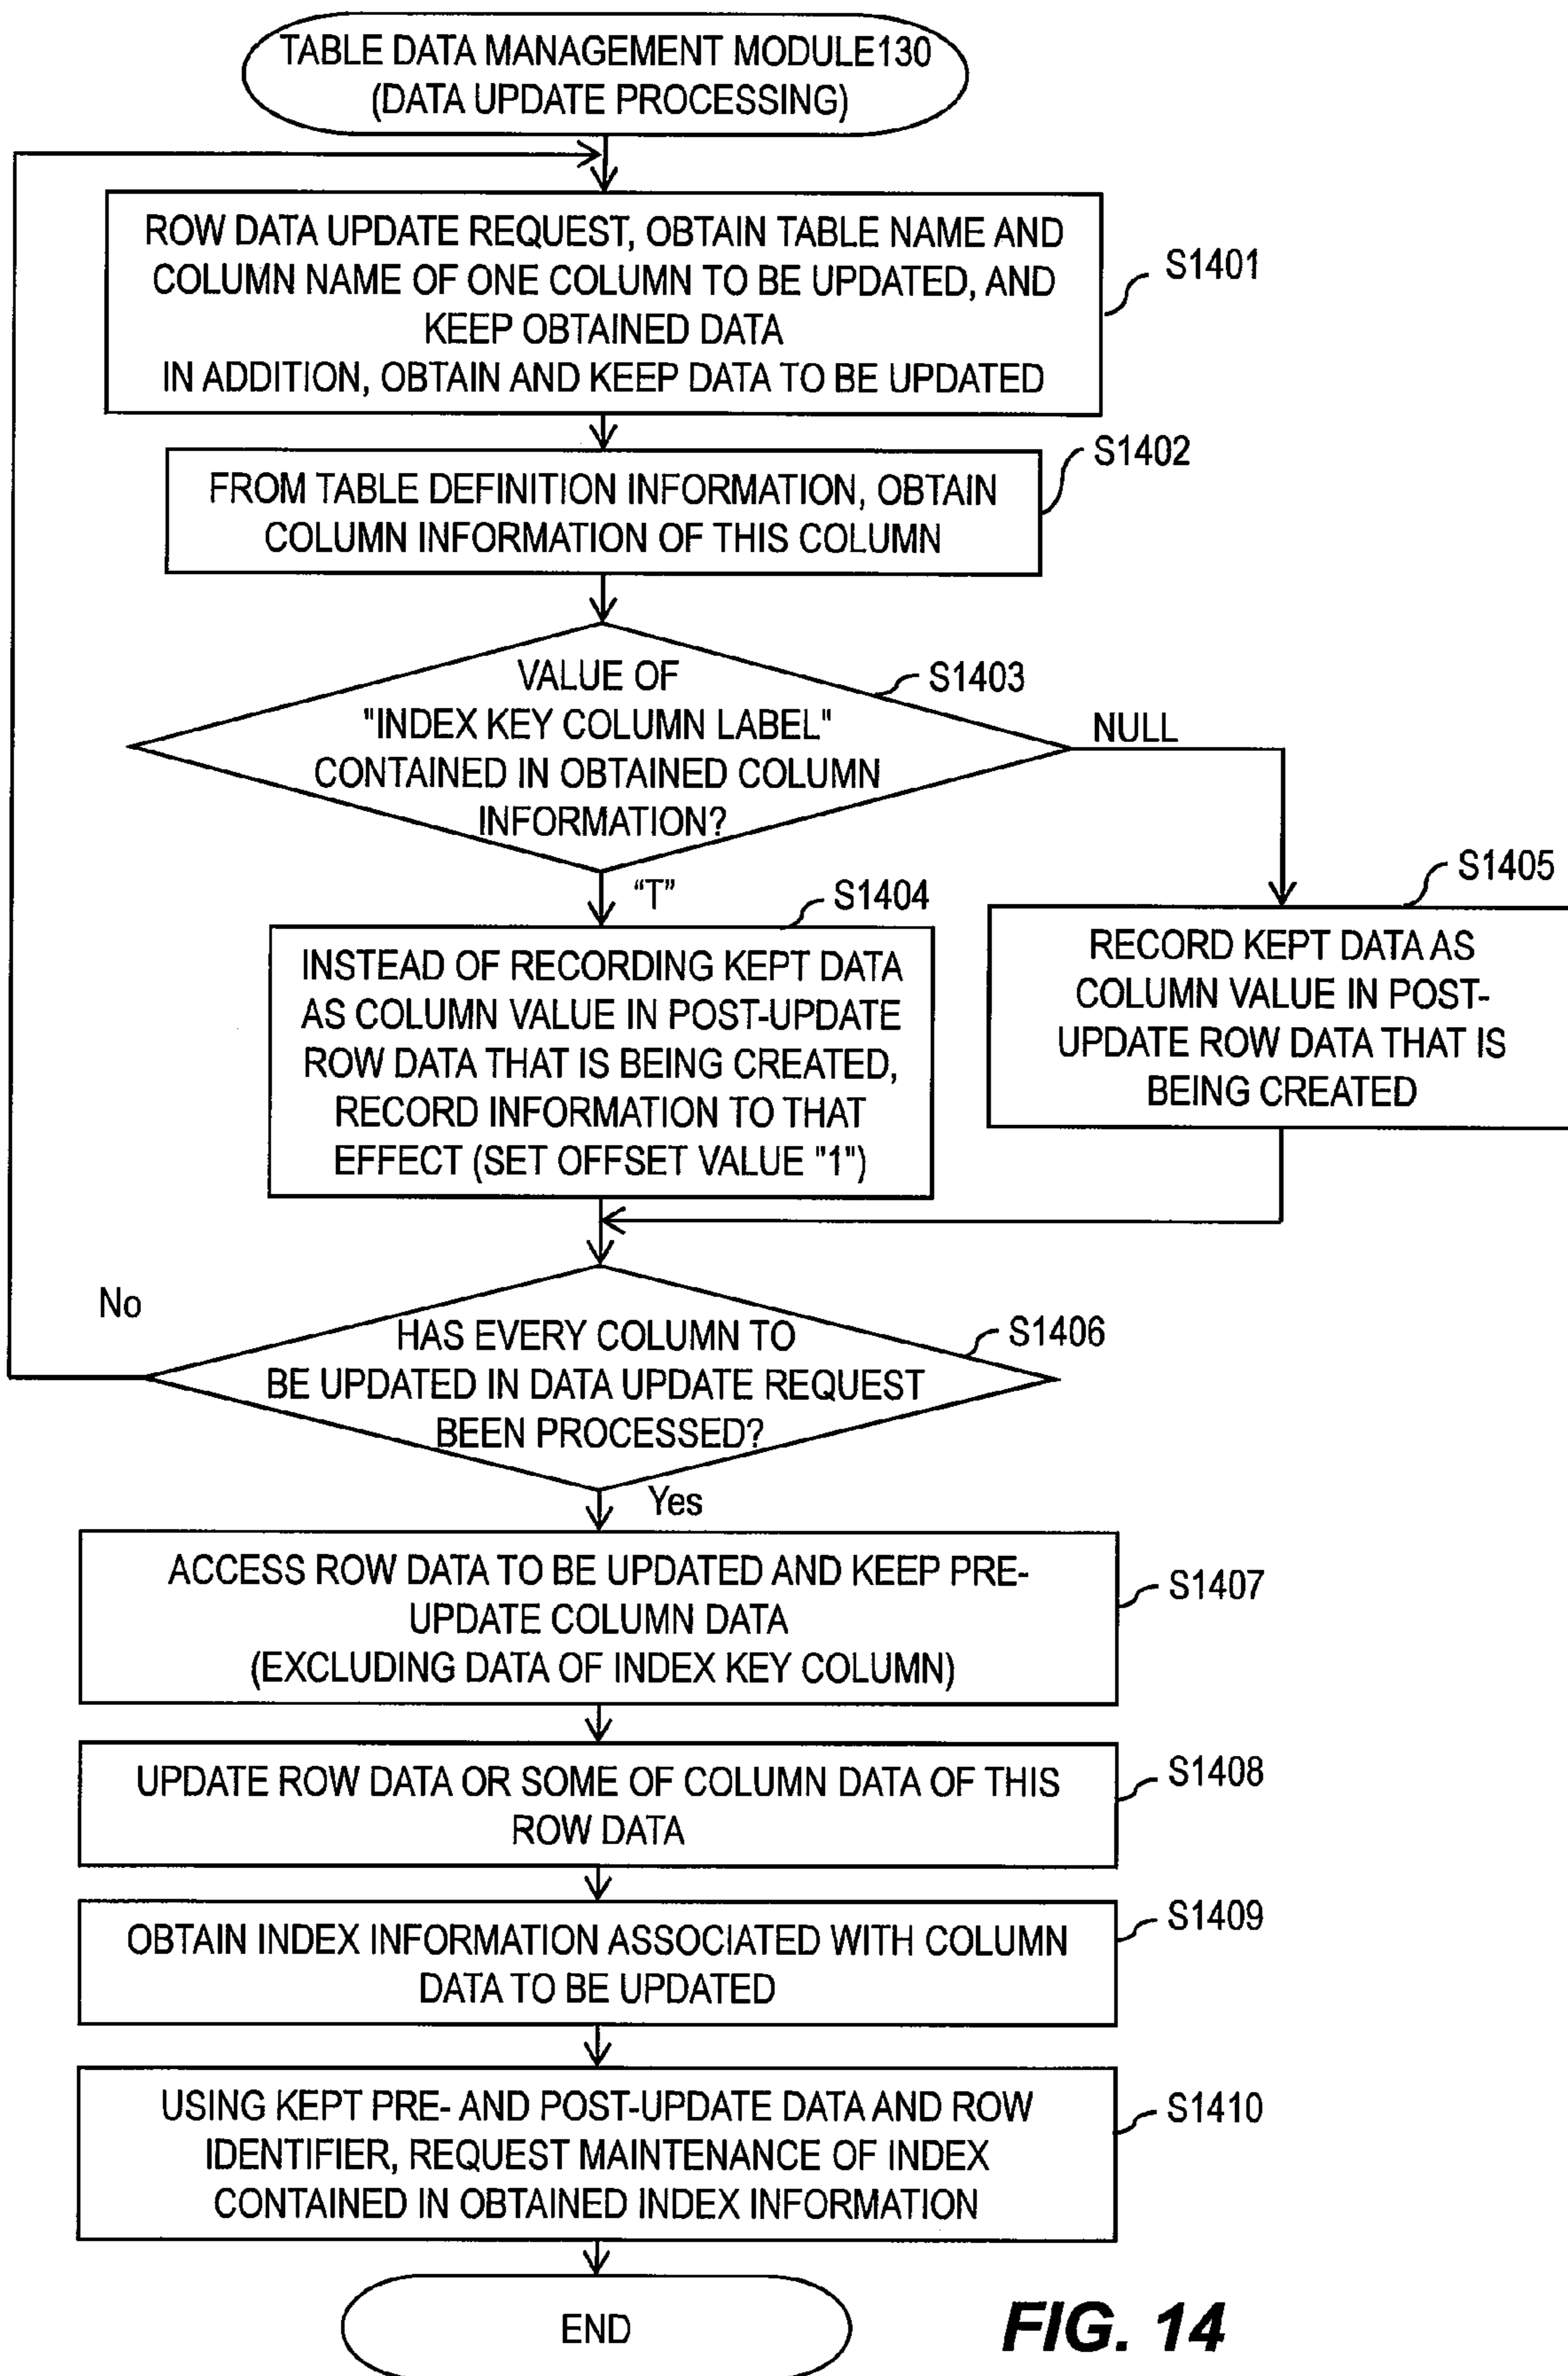 TABLE DATA MANAGEMENT MODULE130
(DATA UPDATE PROCESSING)
ROW DATA UPDATE REQUEST, OBTAIN TABLE NAME AND
COLUMN NAME OF ONE COLUMN TO BE UPDATED, AND
KEEP OBTAINED DATA
IN ADDITION, OBTAIN AND KEEP DATA TO BE UPDATED
S1401
FROM TABLE DEFINITION INFORMATION, OBTAIN
COLUMN INFORMATION OF THIS COLUMN
S1402
VALUE OF
"INDEX KEY COLUMN LABEL"
CONTAINED IN OBTAINED COLUMN
INFORMATION?
S1403
NULL
“T”
INSTEAD OF RECORDING KEPT DATA
AS COLUMN VALUE IN POST-UPDATE
ROW DATA THAT IS BEING CREATED,
RECORD INFORMATION TO THAT
EFFECT (SET OFFSET VALUE "1")
S1404
RECORD KEPT DATA AS
COLUMN VALUE IN POST-
UPDATE ROW DATA THAT IS
BEING CREATED
S1405
HAS EVERY COLUMN TO
BE UPDATED IN DATA UPDATE REQUEST
BEEN PROCESSED?
S1406
No
Yes
ACCESS ROW DATA TO BE UPDATED AND KEEP PRE-
UPDATE COLUMN DATA
(EXCLUDING DATA OF INDEX KEY COLUMN)
S1407
UPDATE ROW DATA OR SOME OF COLUMN DATA OF THIS
ROW DATA
S1408
OBTAIN INDEX INFORMATION ASSOCIATED WITH COLUMN
DATA TO BE UPDATED
S1409
USING KEPT PRE- AND POST-UPDATE DATA AND ROW
IDENTIFIER, REQUEST MAINTENANCE OF INDEX
CONTAINED IN OBTAINED INDEX INFORMATION
S1410
END
FIG. 14